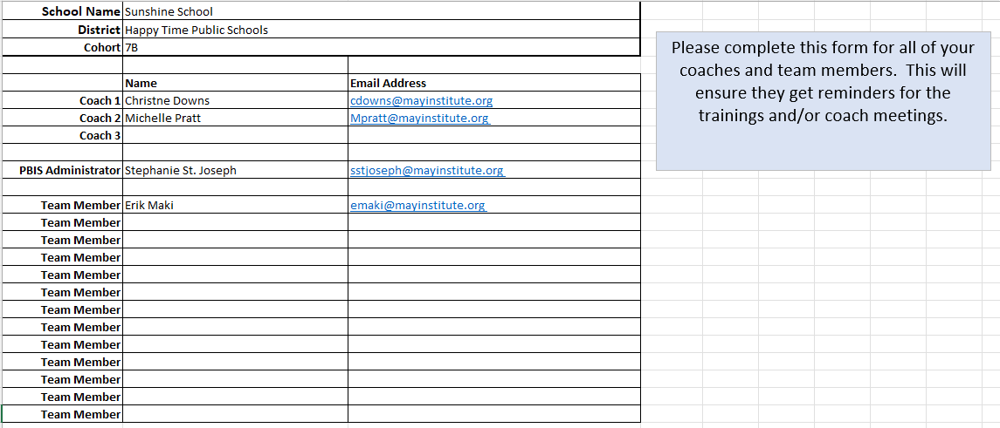 School Name Sunshine School
District Happy Time Public Schools
Cohort 7B
Please complete this form for all of your
coaches and team members.  This will
ensure they get reminders for the
trainings and/or coach meetings.
Name Email Address
Coach 1 Christne Downs cdowns@mayinstitute.org
Coach 2 Michelle Pratt Mpratt@mayinstitute.org
Coach 3
PBIS Administrator Stephanie St. Joseph sstjoseph@mayinstitute.org
Team Member Erik Maki emaki@mayinstitute.org
Team Member
Team Member
Team Member
Team Member
Team Member
Team Member
Team Member
Team Member
Team Member
Team Member
Team Member
Team Member